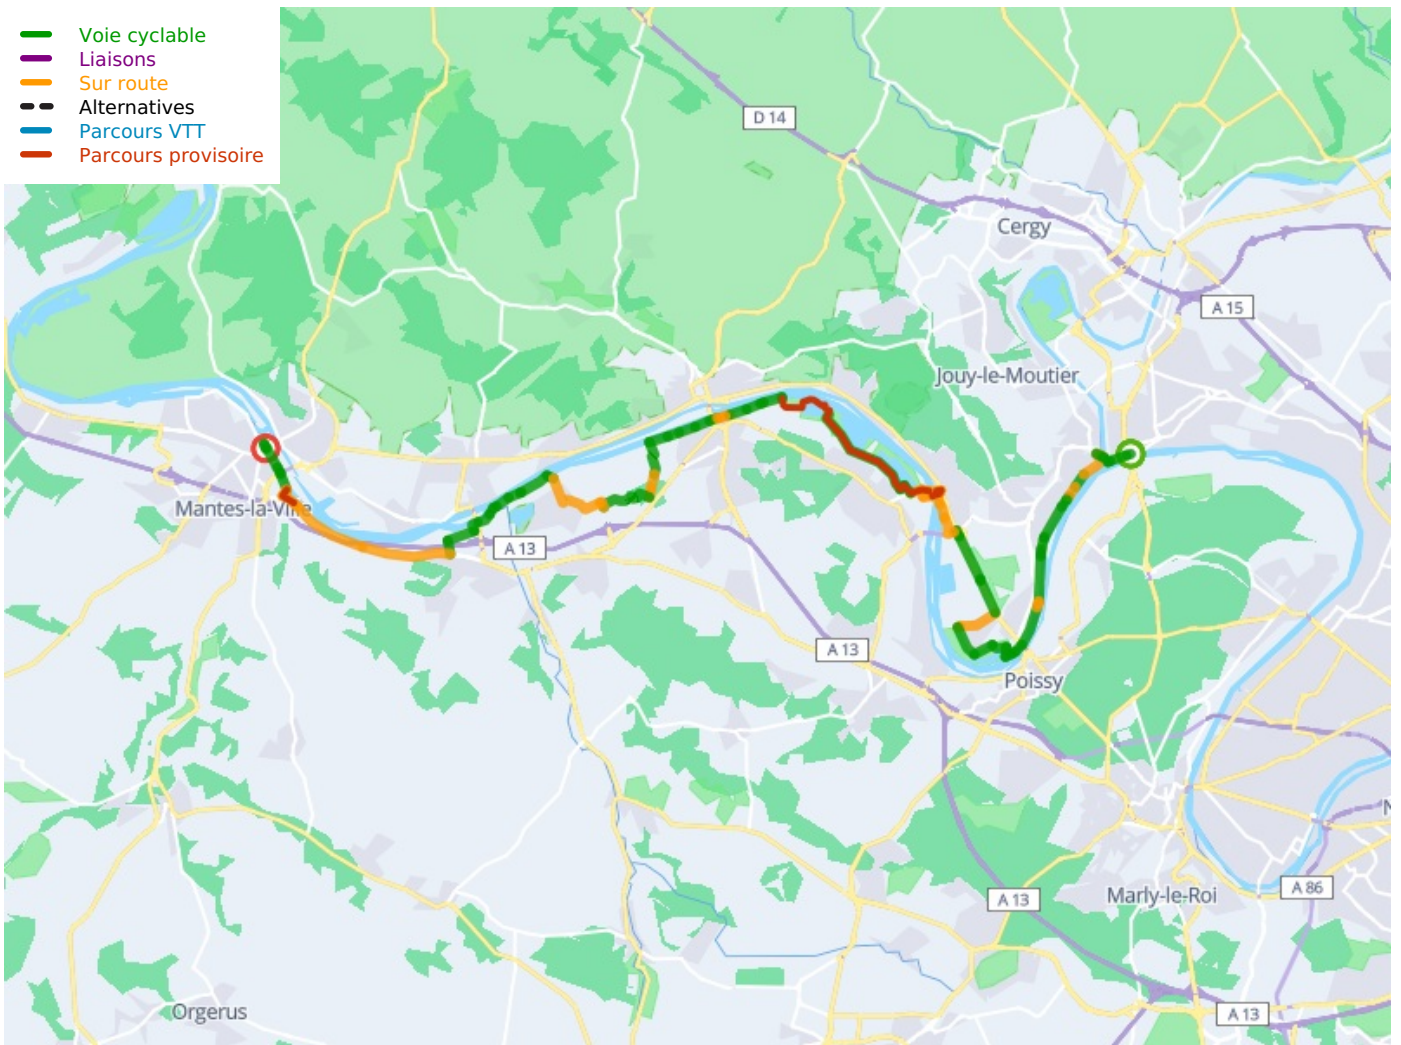 Voie cyclable
Liaisons
Sur route
Alternatives
Parcours VTT
Parcours provisoire
D 14
Cergy
A 15
Jouy-le-Moutier
Mantes-la-Ville
A 13
A 13
Poissy
A 13
Marly-le-Roi
A 86
N
Orgerus
A 13